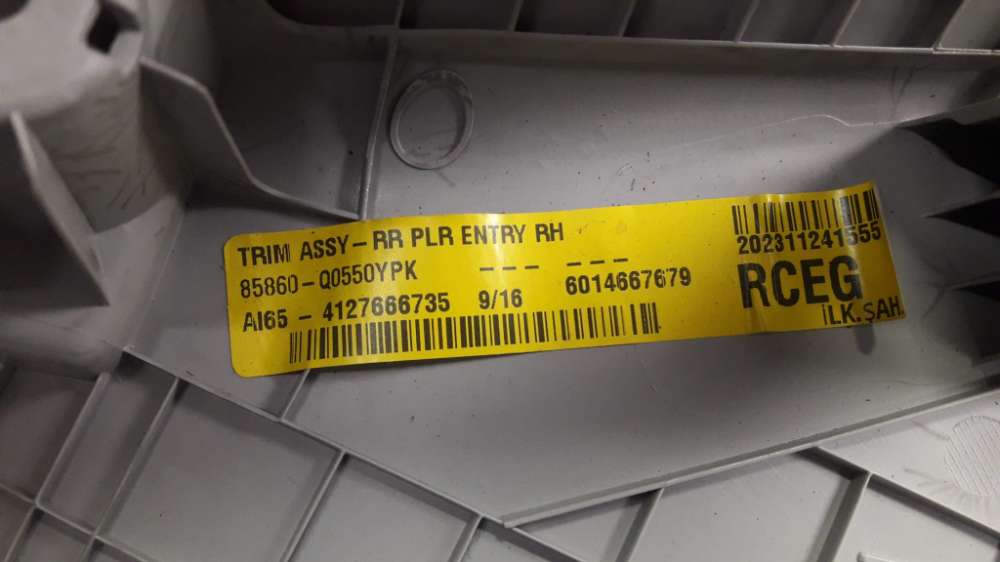 TRIM ASSY-RR PLR ENTRY RH
85860-Q0550YPK --- ---
AI65 - 4127666735 9/16 6014667679
202311241555
RCEG
İLK.ŞAH.